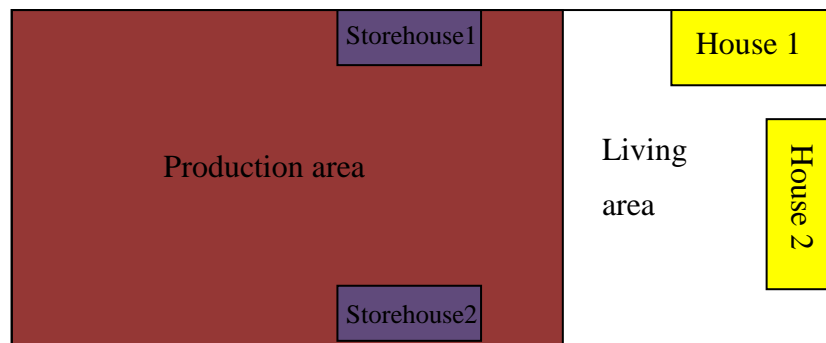 Storehouse1
House 1
Production area
Living
area
House 2
Storehouse2